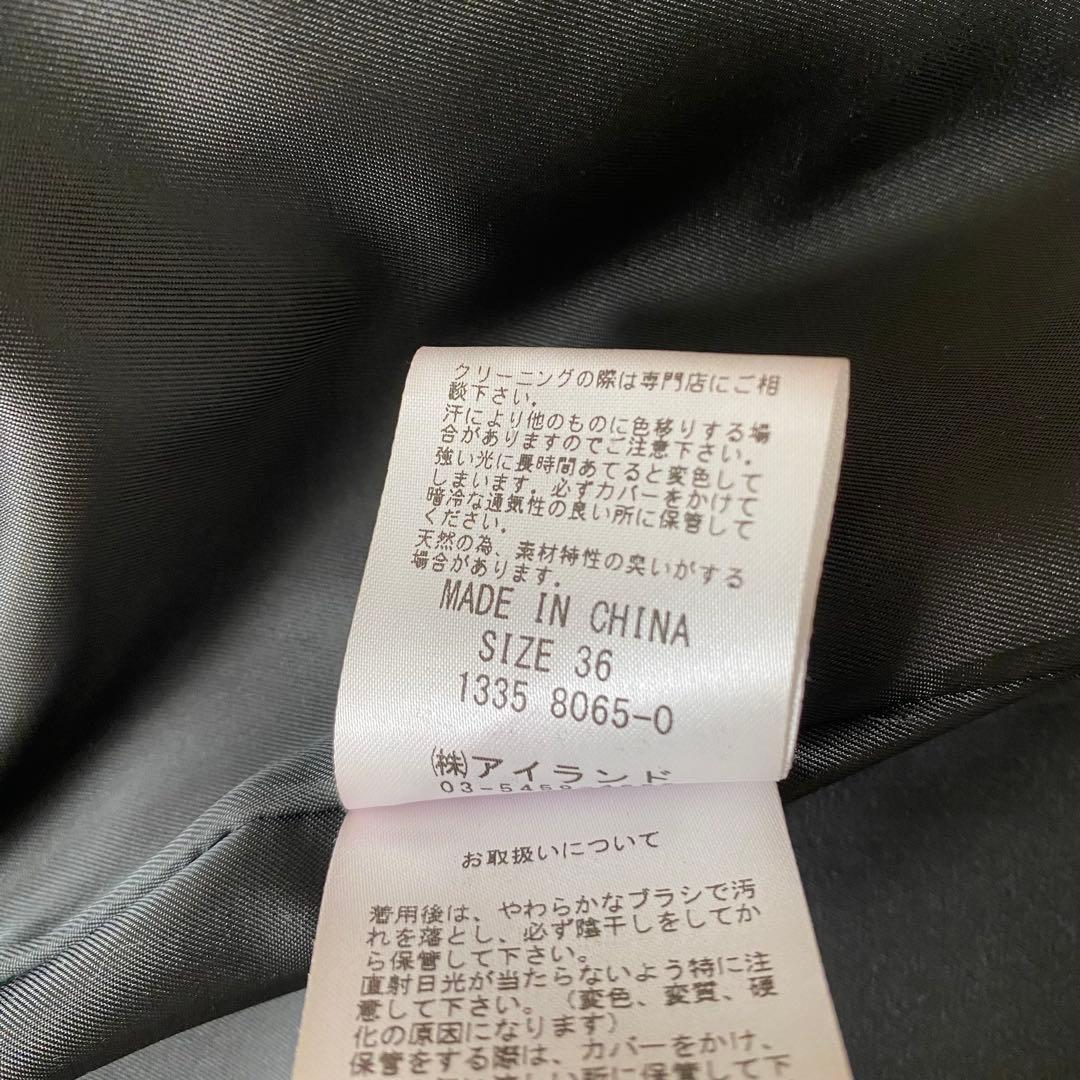 クリーニングの際は専門店にご相
談下さい。
汗により他のものに色移りする場
合がありますのでご注意下さい。
強い光に長時間あてると変色して
しまいます。必ずカバーをかけて
暗冷な通気性の良い所に保管して
ください。
天然の為、素材特性の臭いがする
場合があります。
MADE IN CHINA
SIZE 36
1335 8065-0
㈱アイランド
03-5459
お取扱いについて
着用後は、やわらかなブラシで汚
れを落とし、必ず陰干しをしてか
ら保管して下さい。
直射日光が当たらないよう特に注
意して下さい。（変色、変質、硬
化の原因になります）
保管をする際は、カバーをかけ、
い所に保管して下